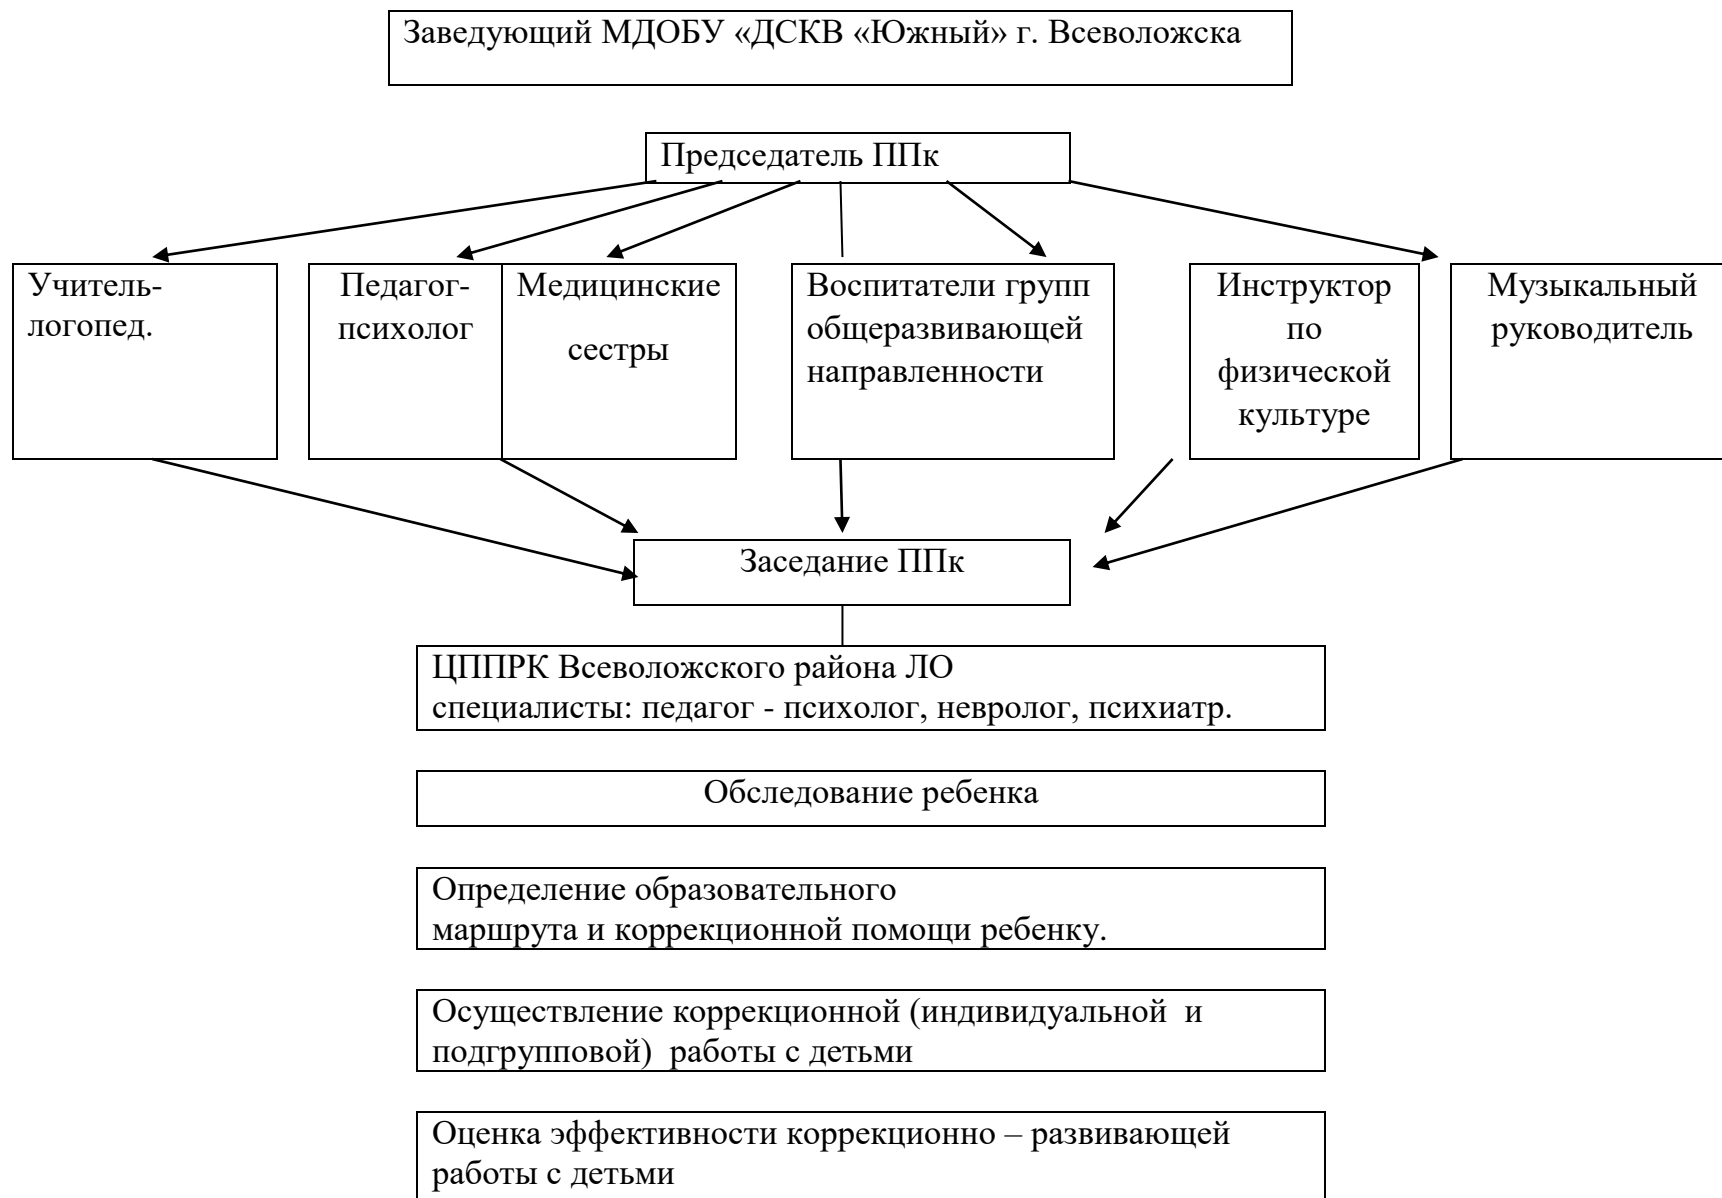 Заведующий МДОБУ «ДСКВ «Южный» г. Всеволожска
Председатель ППк
Учитель-
логопед.
Педагог-
психолог
Медицинские
сестры
Воспитатели групп
общеразвивающей
направленности
Инструктор
по
физической
культуре
Музыкальный
руководитель
Заседание ППк
ЦППРК Всеволожского района ЛО
специалисты: педагог - психолог, невролог, психиатр.
Обследование ребенка
Определение образовательного
маршрута и коррекционной помощи ребенку.
Осуществление коррекционной (индивидуальной  и
подгрупповой)  работы с детьми
Оценка эффективности коррекционно – развивающей
работы с детьми